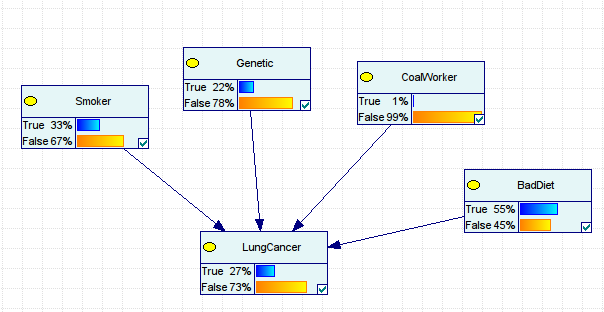 Genetic
True 22%
False 78%
CoalWorker
True 1%
False 99%
Smoker
True 33%
False 67%
BadDiet
True 55%
False 45%
LungCancer
True 27%
False 73%